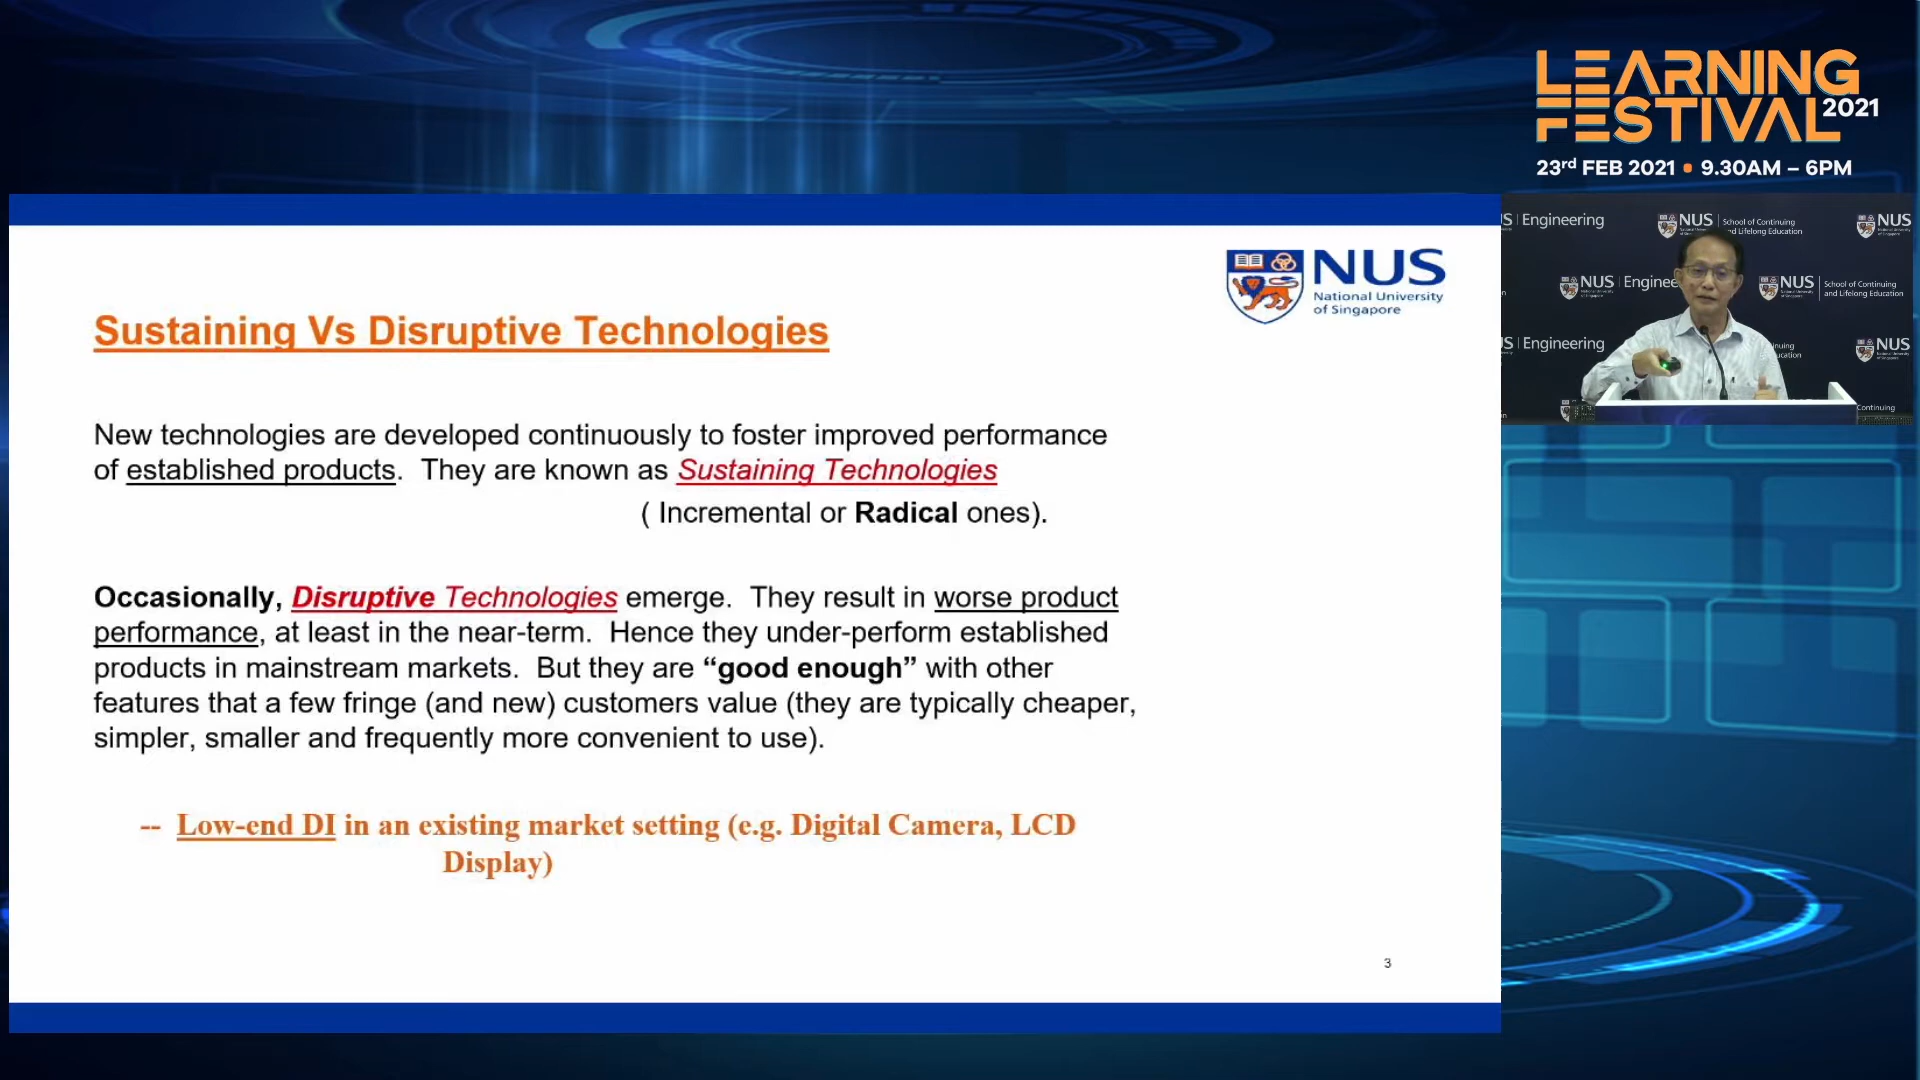 LEARNING
FESTIVAL 2021
23rd FEB 2021 • 9.30AM – 6PM
NUS
National University
of Singapore
Sustaining Vs Disruptive Technologies
New technologies are developed continuously to foster improved performance
of established products. They are known as Sustaining Technologies
( Incremental or Radical ones).
Occasionally, Disruptive Technologies emerge. They result in worse product
performance, at least in the near-term. Hence they under-perform established
products in mainstream markets. But they are “good enough” with other
features that a few fringe (and new) customers value (they are typically cheaper,
simpler, smaller and frequently more convenient to use).
-- Low-end DI in an existing market setting (e.g. Digital Camera, LCD
Display)
3
S | Engineering
NUS
School of Continuing
nd Lifelong Education
NUS
NUS | Enginee
NUS
School of Continuing
and Lifelong Education
S | Engineering
NUS
Continuing